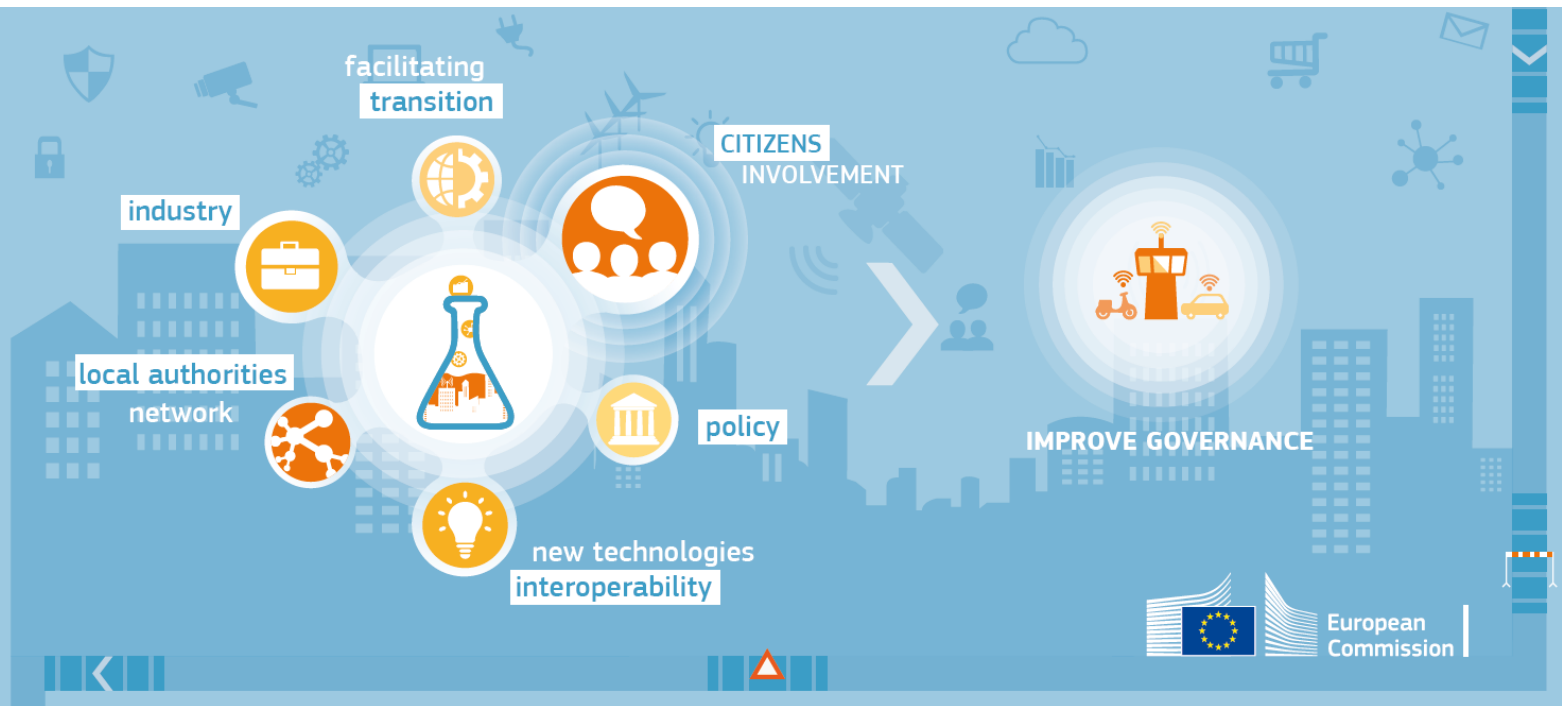 facilitating
transition
CITIZENS
INVOLVEMENT
industry
local authorities
network
policy
new technologies
interoperability
IMPROVE GOVERNANCE
European
Commission